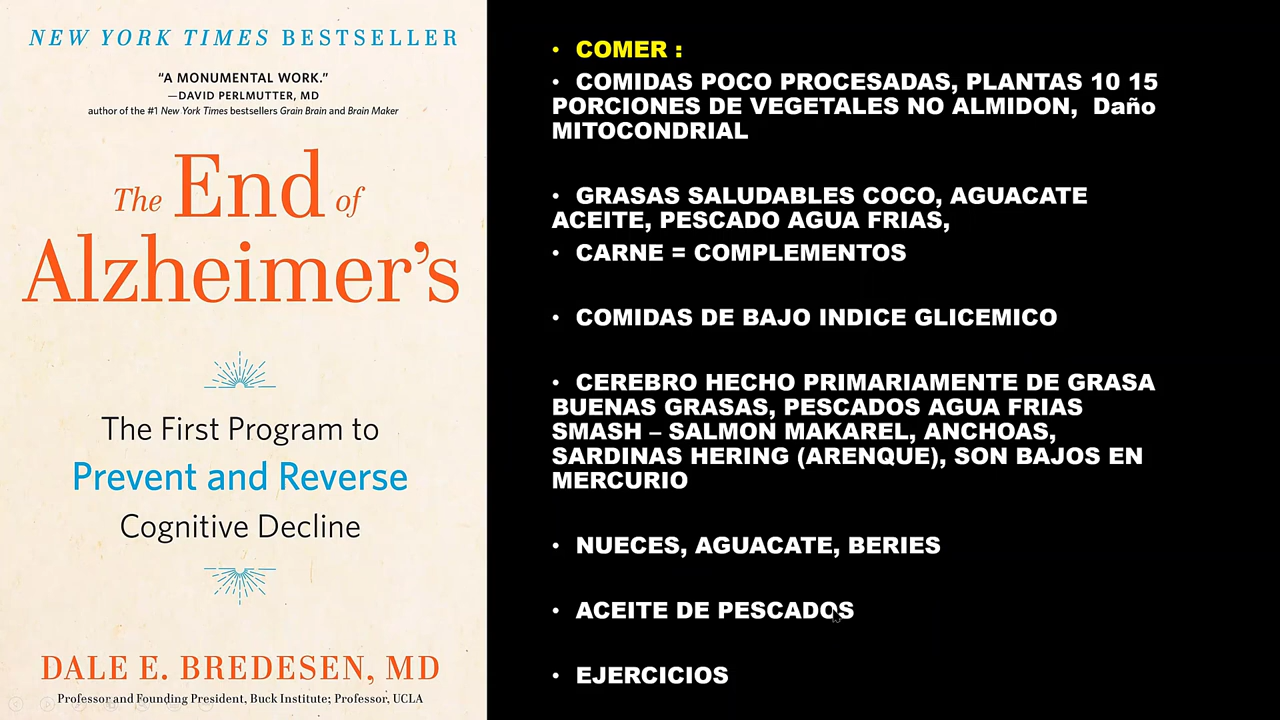 NEW YORK TIMES BESTSELLER
“A MONUMENTAL WORK.”
—DAVID PERLMUTTER, MD
author of the #1 New York Times bestsellers Grain Brain and Brain Maker
The End of
Alzheimer’s
The First Program to
Prevent and Reverse
Cognitive Decline
DALE E. BREDESEN, MD
Professor and Founding President, Buck Institute; Professor, UCLA
• COMER :
• COMIDAS POCO PROCESADAS, PLANTAS 10 15
PORCIONES DE VEGETALES NO ALMIDON, Daño
MITOCONDRIAL
• GRASAS SALUDABLES COCO, AGUACATE
ACEITE, PESCADO AGUA FRIAS,
• CARNE = COMPLEMENTOS
• COMIDAS DE BAJO INDICE GLICEMICO
• CEREBRO HECHO PRIMARIAMENTE DE GRASA
BUENAS GRASAS, PESCADOS AGUA FRIAS
SMASH – SALMON MAKAREL, ANCHOAS,
SARDINAS HERING (ARENQUE), SON BAJOS EN
MERCURIO
• NUECES, AGUACATE, BERIES
• ACEITE DE PESCADOS
• EJERCICIOS